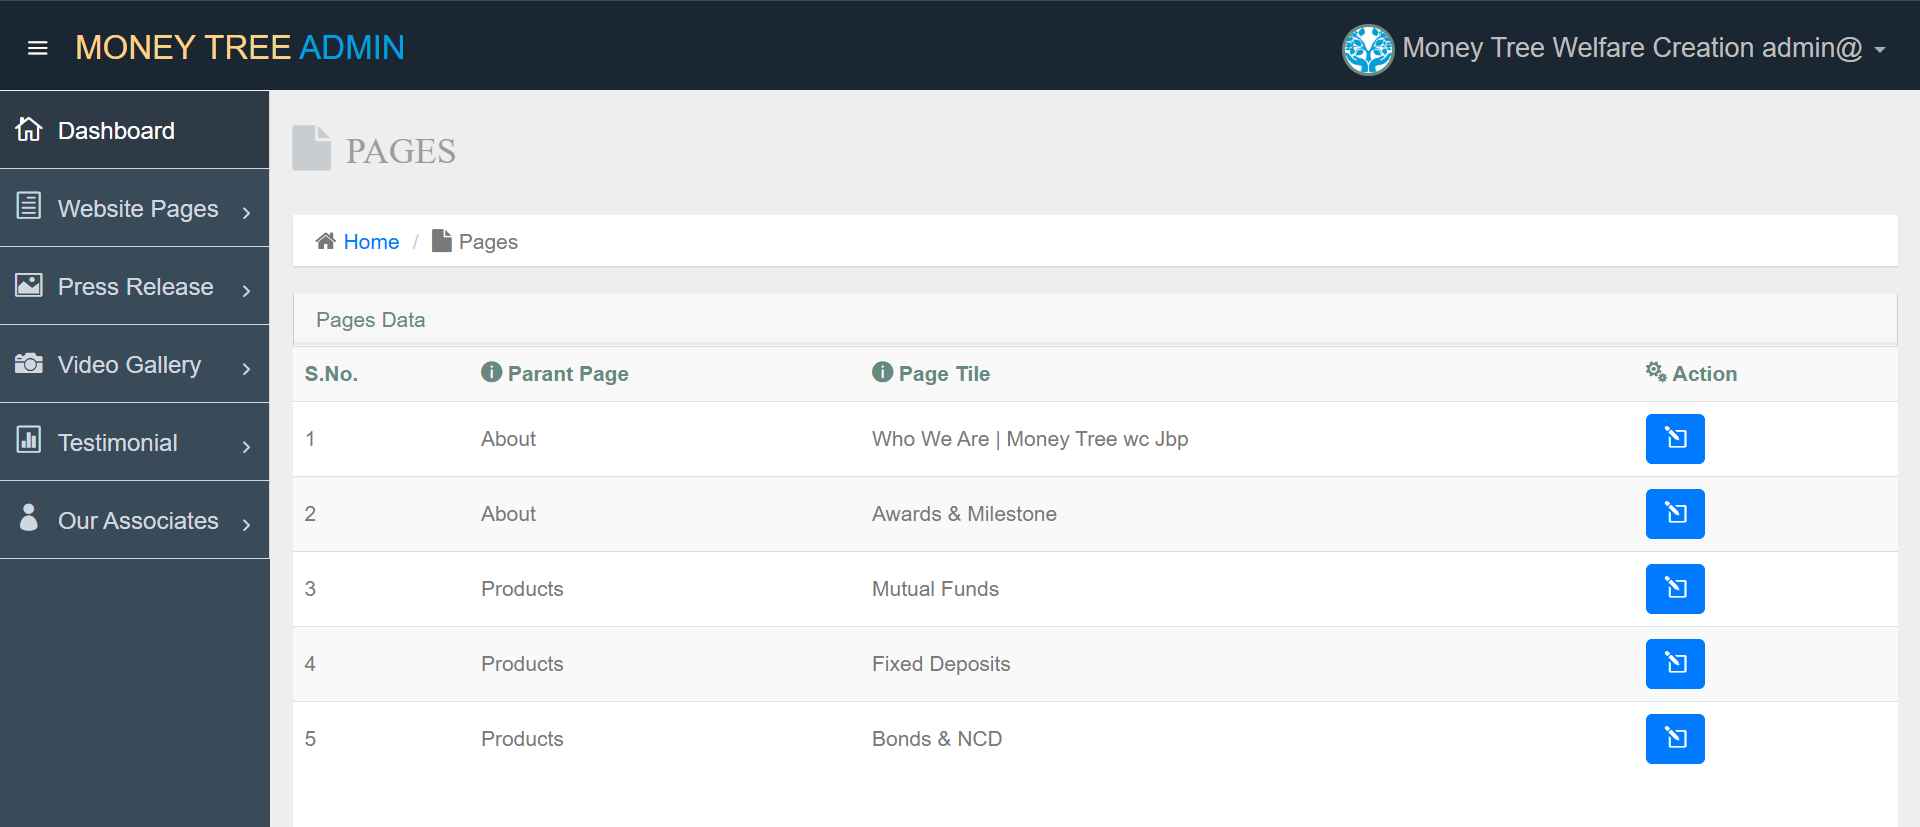 MONEY TREE ADMIN
Money Tree Welfare Creation admin@
Dashboard
Website Pages
Press Release
Video Gallery
Testimonial
Our Associates
PAGES
Home / Pages
Pages Data
S.No. Parant Page Page Tile Action
1 About Who We Are | Money Tree wc Jbp
2 About Awards & Milestone
3 Products Mutual Funds
4 Products Fixed Deposits
5 Products Bonds & NCD